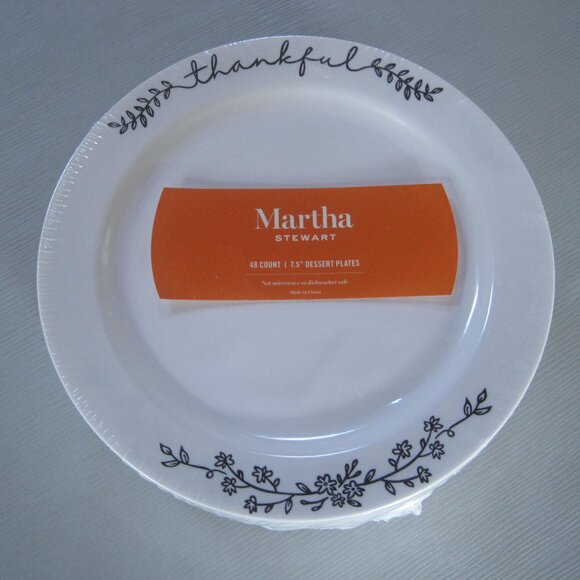 thankful
Martha
STEWART
48 COUNT | 7.5" DESSERT PLATES
Not microwave or dishwasher safe
Made in China